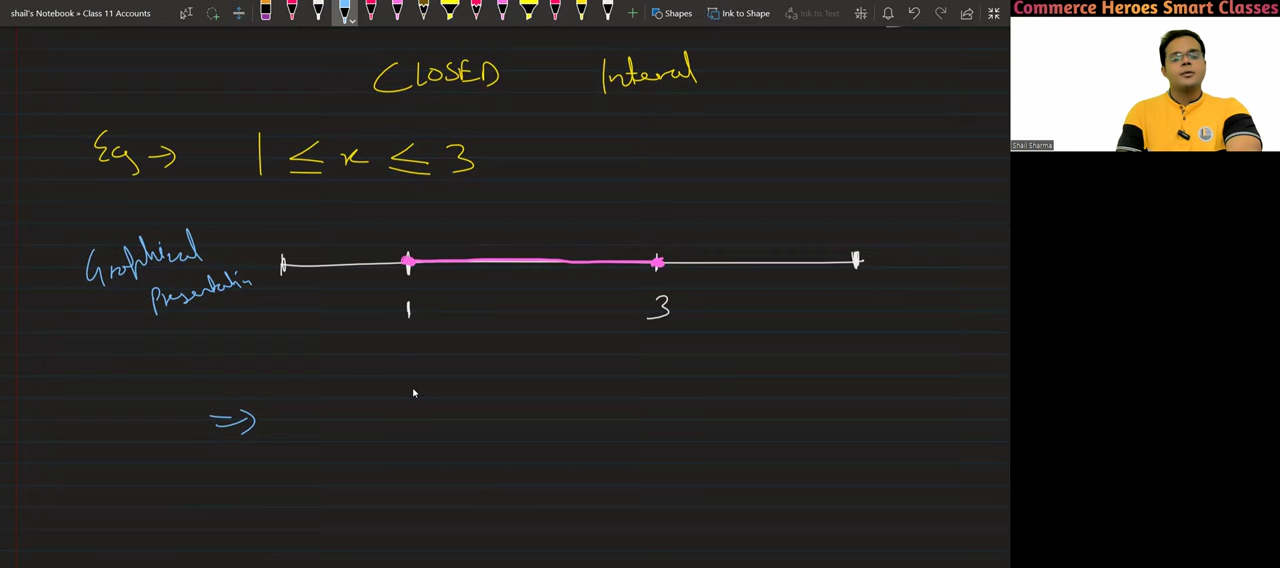 shail's Notebook » Class 11 Accounts
Shapes
Ink to Shape
Ink to Text
Commerce Heroes Smart Classes
CLOSED Interval
Eg → 1 ≤ x ≤ 3
Graphical
Presentation
1 3
⇒
Shail Sharma